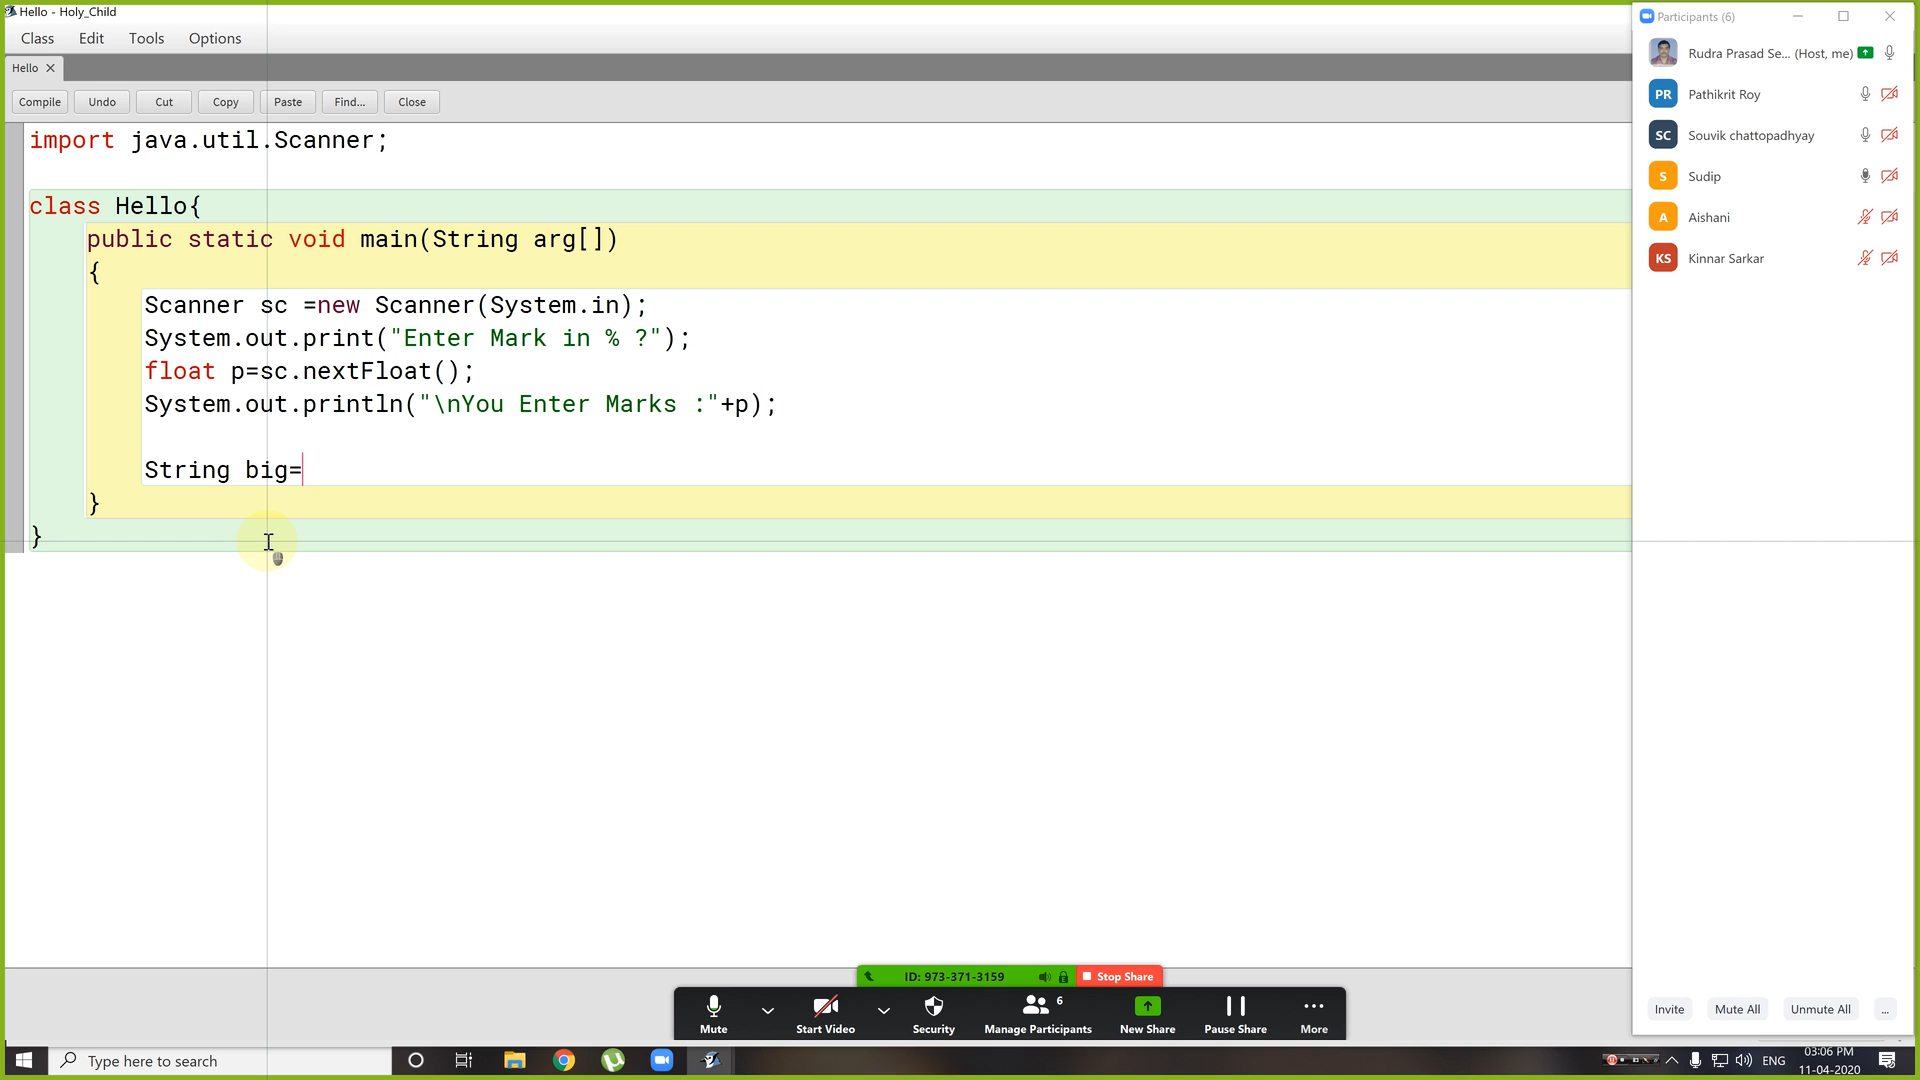 Hello - Holy_Child
Class Edit Tools Options
Hello
Compile Undo Cut Copy Paste Find... Close
import java.util.Scanner;
class Hello{
public static void main(String arg[])
{
Scanner sc =new Scanner(System.in);
System.out.print("Enter Mark in % ?");
float p=sc.nextFloat();
System.out.println("\nYou Enter Marks :"+p);
String big=
}
}
Participants (6)
Rudra Prasad Se... (Host, me)
PR Pathikrit Roy
SC Souvik chattopadhyay
S Sudip
A Aishani
KS Kinnar Sarkar
Invite Mute All Unmute All ...
ID: 973-371-3159 Stop Share
Mute Start Video Security Manage Participants 6 New Share Pause Share More
Type here to search
ENG
03:06 PM
11-04-2020